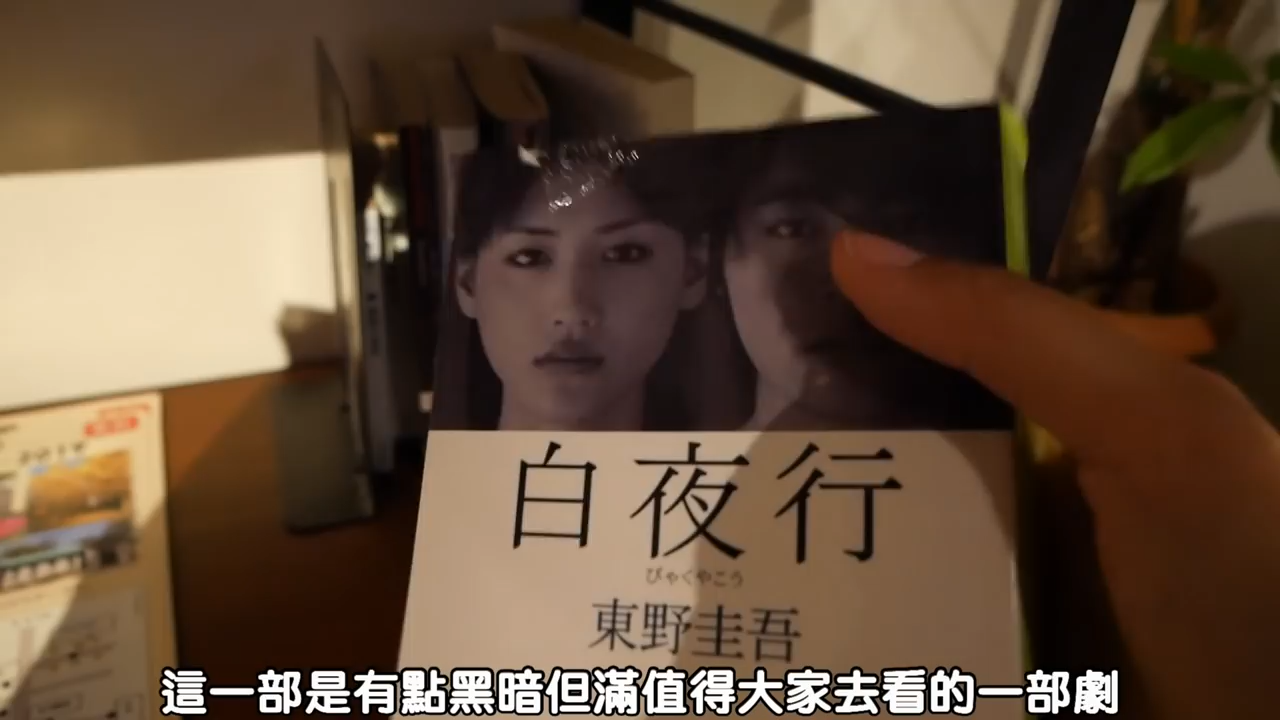 白夜行
びゃくやこう
東野圭吾
這一部是有點黑暗但滿值得大家去看的一部劇